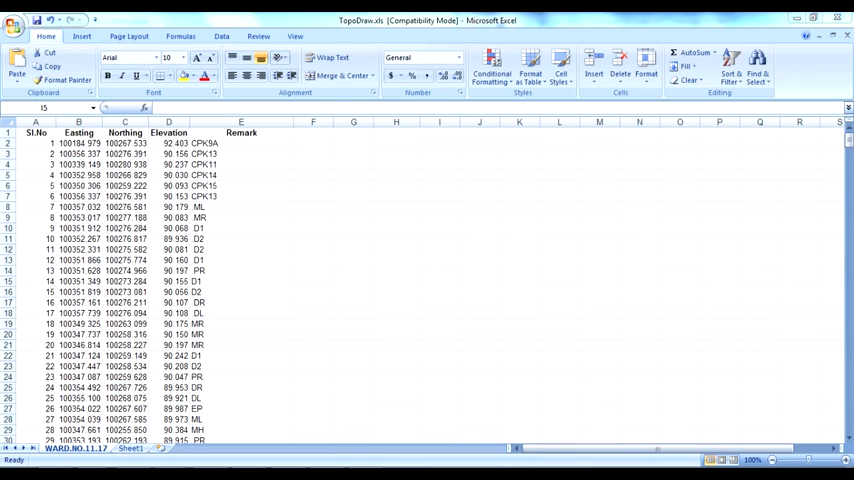 TopoDraw.xls [Compatibility Mode] - Microsoft Excel
Home Insert Page Layout Formulas Data Review View
Paste Cut Copy Format Painter Clipboard
Arial 10 Font
Wrap Text Merge & Center Alignment
General Number
Conditional Formatting Format as Table Cell Styles Styles
Insert Delete Format Cells
AutoSum Fill Clear Sort & Filter Find & Select Editing
I5 fx
A B C D E F G H I J K L M N O P Q R S
1 Sl.No Easting Northing Elevation Remark
2 1 100184.979 100267.533 92.403 CPK9A
3 2 100356.337 100276.391 90.156 CPK13
4 3 100339.149 100280.938 90.237 CPK11
5 4 100352.958 100266.829 90.030 CPK14
6 5 100350.306 100259.222 90.093 CPK15
7 6 100356.337 100276.391 90.153 CPK13
8 7 100357.032 100276.581 90.179 ML
9 8 100353.017 100277.188 90.083 MR
10 9 100351.912 100276.284 90.068 D1
11 10 100352.267 100276.817 89.936 D2
12 11 100352.331 100275.582 90.081 D2
13 12 100351.866 100275.774 90.160 D1
14 13 100351.628 100274.966 90.197 PR
15 14 100351.349 100273.284 90.155 D1
16 15 100351.819 100273.081 90.056 D2
17 16 100357.161 100276.211 90.107 DR
18 17 100357.739 100276.094 90.108 DL
19 18 100349.325 100263.099 90.175 MR
20 19 100347.737 100258.316 90.150 MR
21 20 100346.814 100258.227 90.197 MR
22 21 100347.124 100259.149 90.242 D1
23 22 100347.447 100258.534 90.208 D2
24 23 100347.087 100259.628 90.047 PR
25 24 100354.492 100267.726 89.953 DR
26 25 100355.100 100268.075 89.921 DL
27 26 100354.022 100267.607 89.987 EP
28 27 100354.039 100267.585 89.973 ML
29 28 100347.661 100255.850 90.384 MH
30 29 100353.193 100262.193 89.915 PR
WARD.NO.11.17 Sheet1
Ready 100%